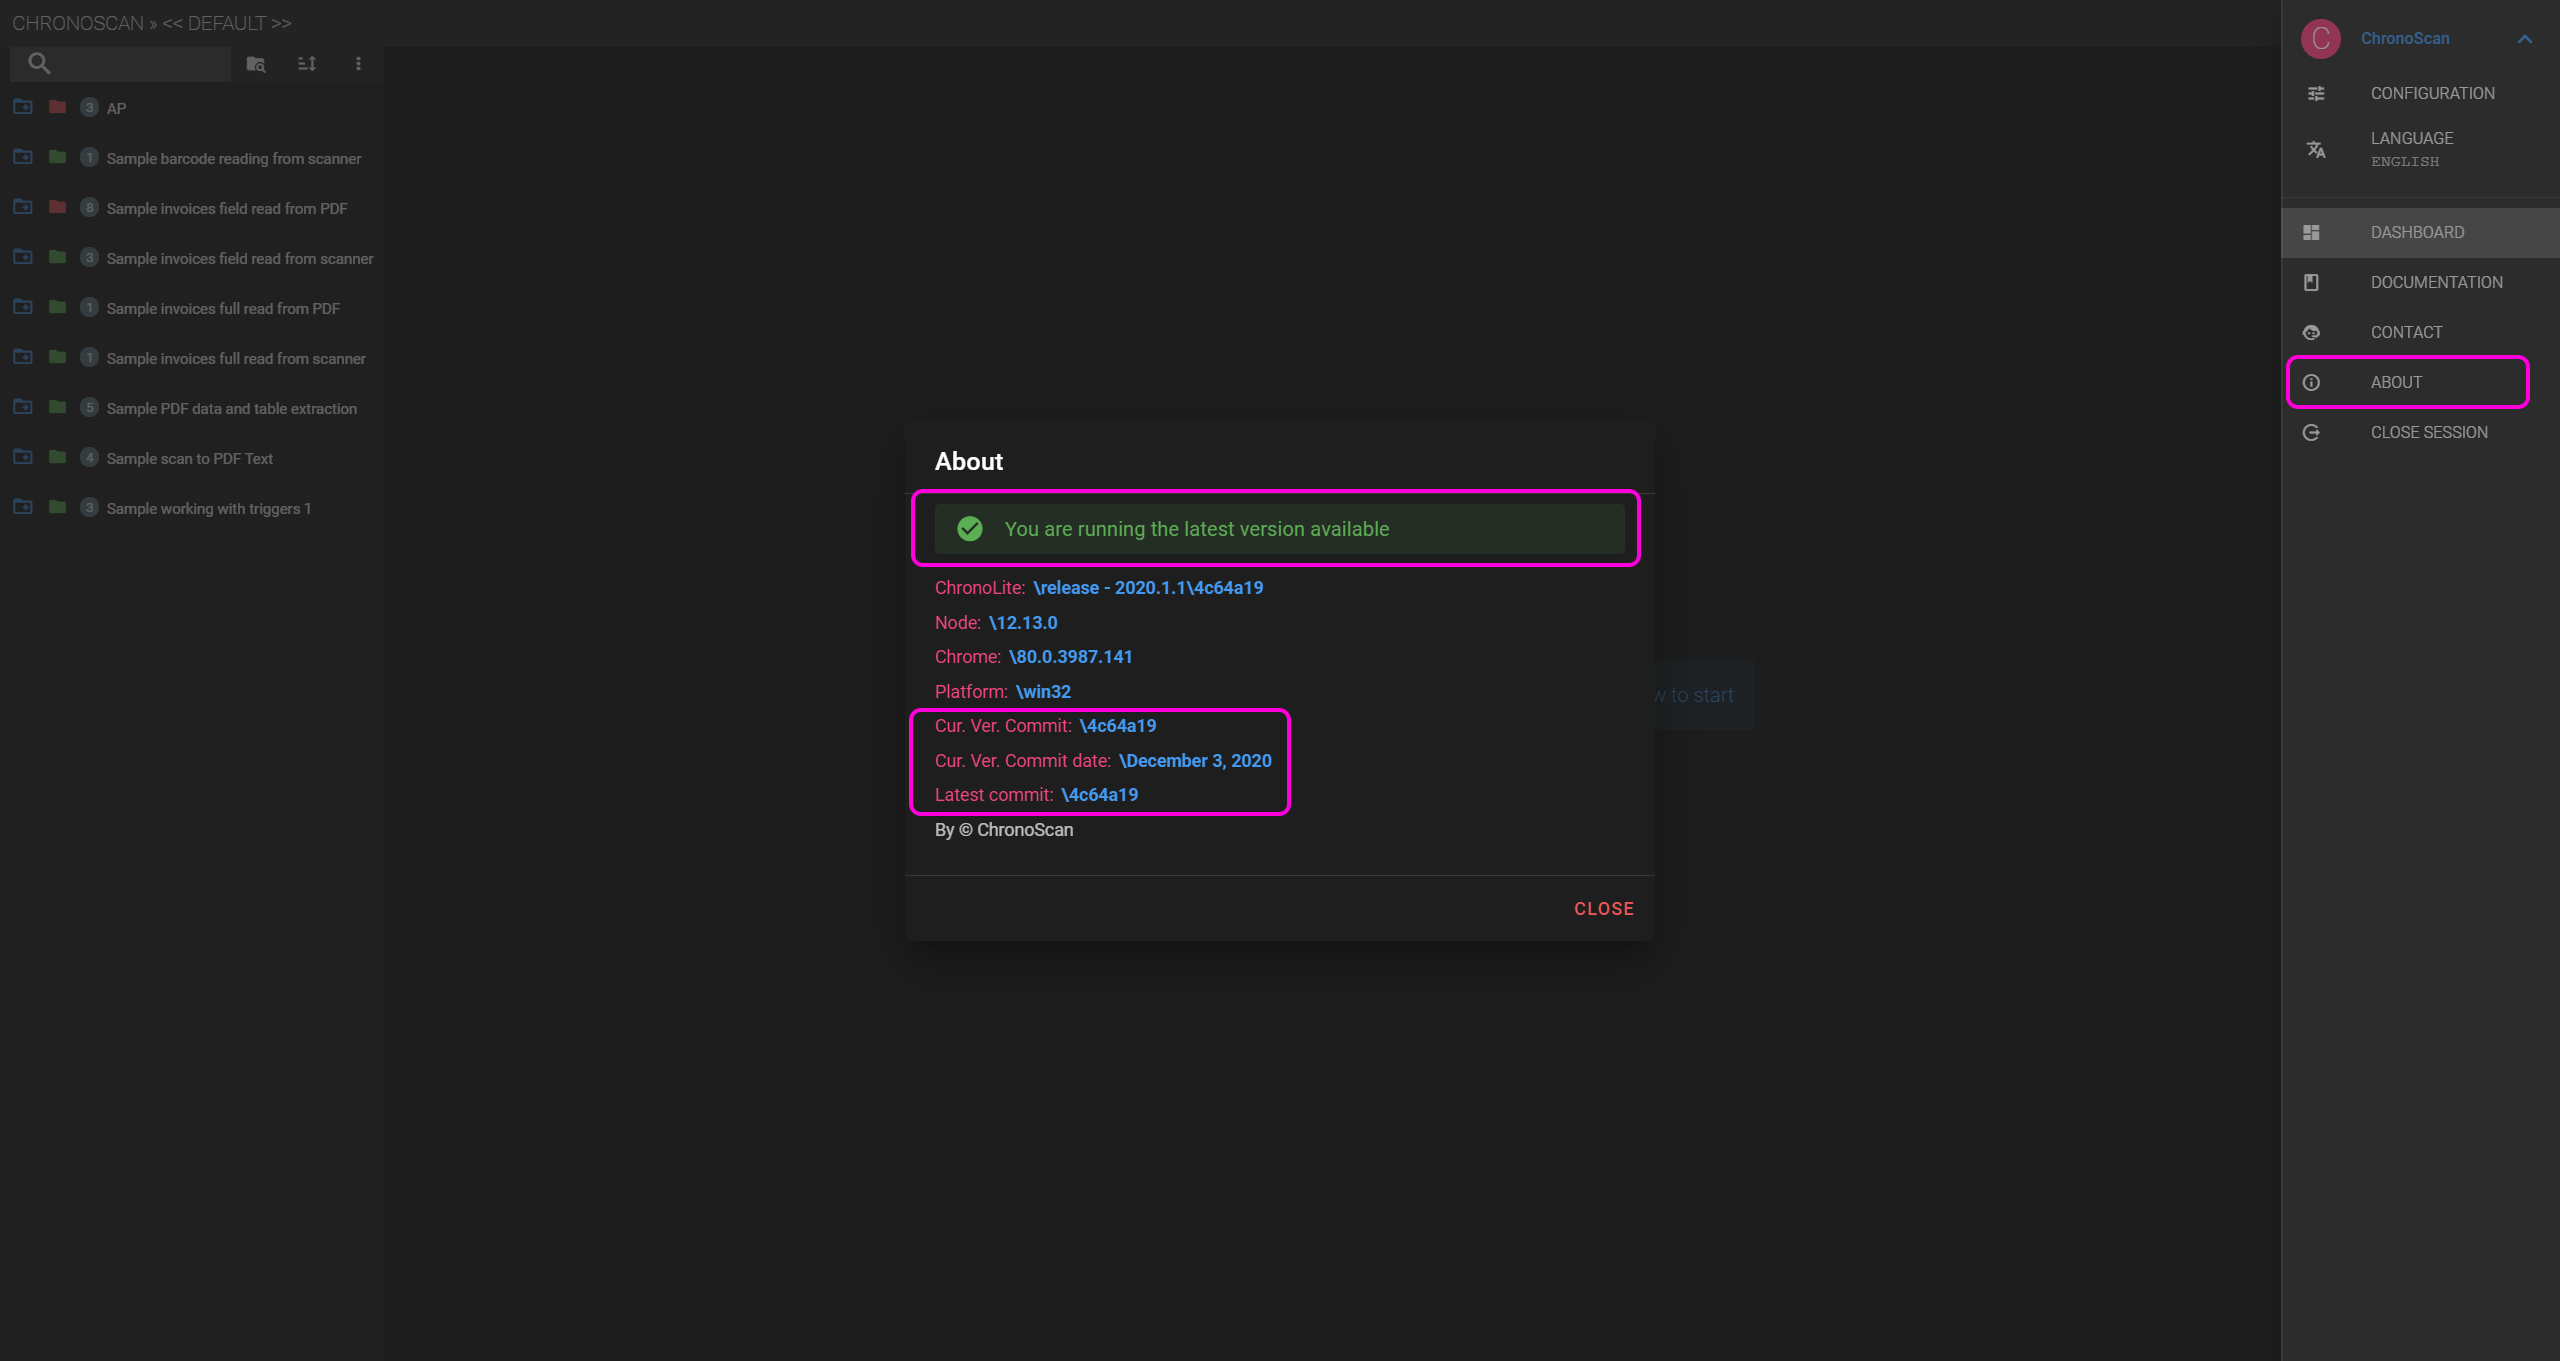 CHRONOSCAN » << DEFAULT >>
3 AP
1 Sample barcode reading from scanner
8 Sample invoices field read from PDF
3 Sample invoices field read from scanner
1 Sample invoices full read from PDF
1 Sample invoices full read from scanner
5 Sample PDF data and table extraction
4 Sample scan to PDF Text
3 Sample working with triggers 1
About
You are running the latest version available
ChronoLite: \release - 2020.1.1\4c64a19
Node: \12.13.0
Chrome: \80.0.3987.141
Platform: \win32
Cur. Ver. Commit: \4c64a19
Cur. Ver. Commit date: \December 3, 2020
Latest commit: \4c64a19
By © ChronoScan
CLOSE
to start
C ChronoScan
CONFIGURATION
LANGUAGE
ENGLISH
DASHBOARD
DOCUMENTATION
CONTACT
ABOUT
CLOSE SESSION